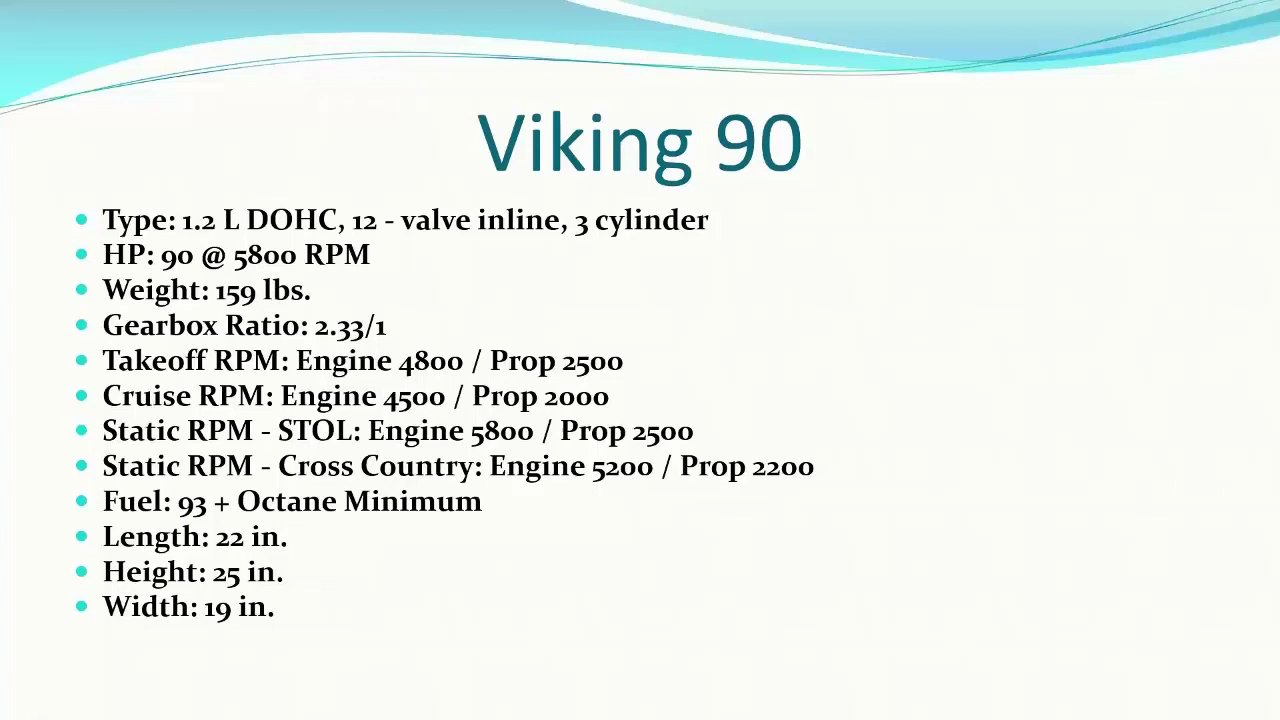 Viking 90
• Type: 1.2 L DOHC, 12 - valve inline, 3 cylinder
• HP: 90 @ 5800 RPM
• Weight: 159 lbs.
• Gearbox Ratio: 2.33/1
• Takeoff RPM: Engine 4800 / Prop 2500
• Cruise RPM: Engine 4500 / Prop 2000
• Static RPM - STOL: Engine 5800 / Prop 2500
• Static RPM - Cross Country: Engine 5200 / Prop 2200
• Fuel: 93 + Octane Minimum
• Length: 22 in.
• Height: 25 in.
• Width: 19 in.